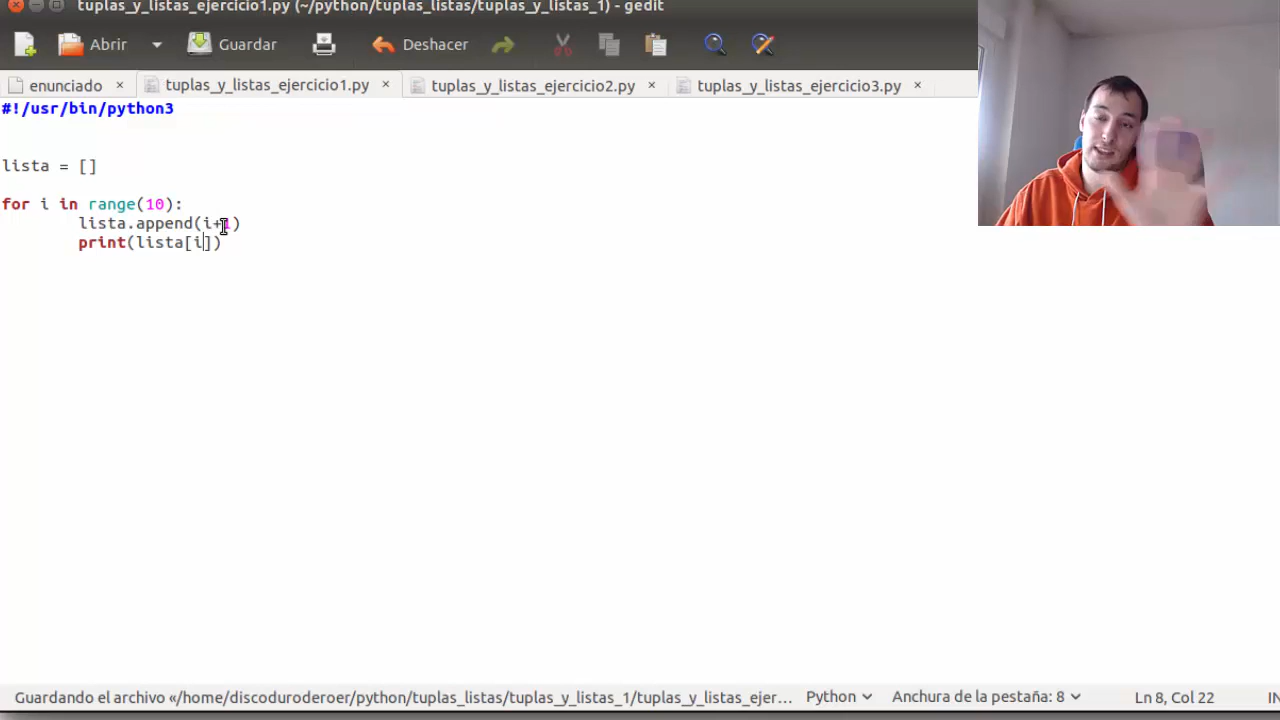 tuplas_y_listas_ejercicio1.py (~/python/tuplas_listas/tuplas_y_listas_1) - gedit
Abrir Guardar Deshacer
enunciado × tuplas_y_listas_ejercicio1.py × tuplas_y_listas_ejercicio2.py × tuplas_y_listas_ejercicio3.py ×
#!/usr/bin/python3
lista = []
for i in range(10):
lista.append(i+1)
print(lista[i])
Guardando el archivo «/home/discoduroderoer/python/tuplas_listas/tuplas_y_listas_1/tuplas_y_listas_ejer... Python Anchura de la pestaña: 8 Ln 8, Col 22 IN